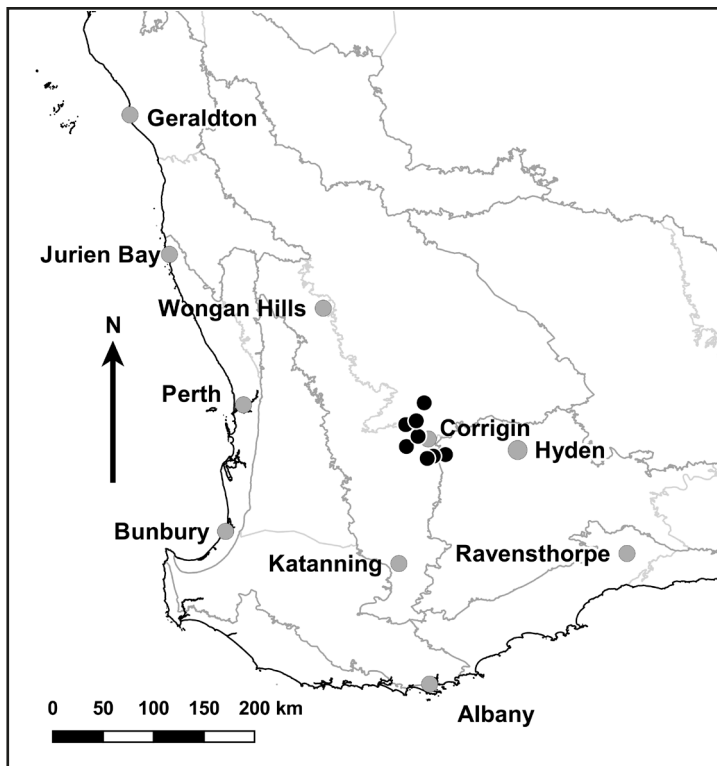 Geraldton
Jurien Bay
Wongan Hills
N
Perth
Corrigin
Hyden
Bunbury
Katanning
Ravensthorpe
0 50 100 150 200 km
Albany